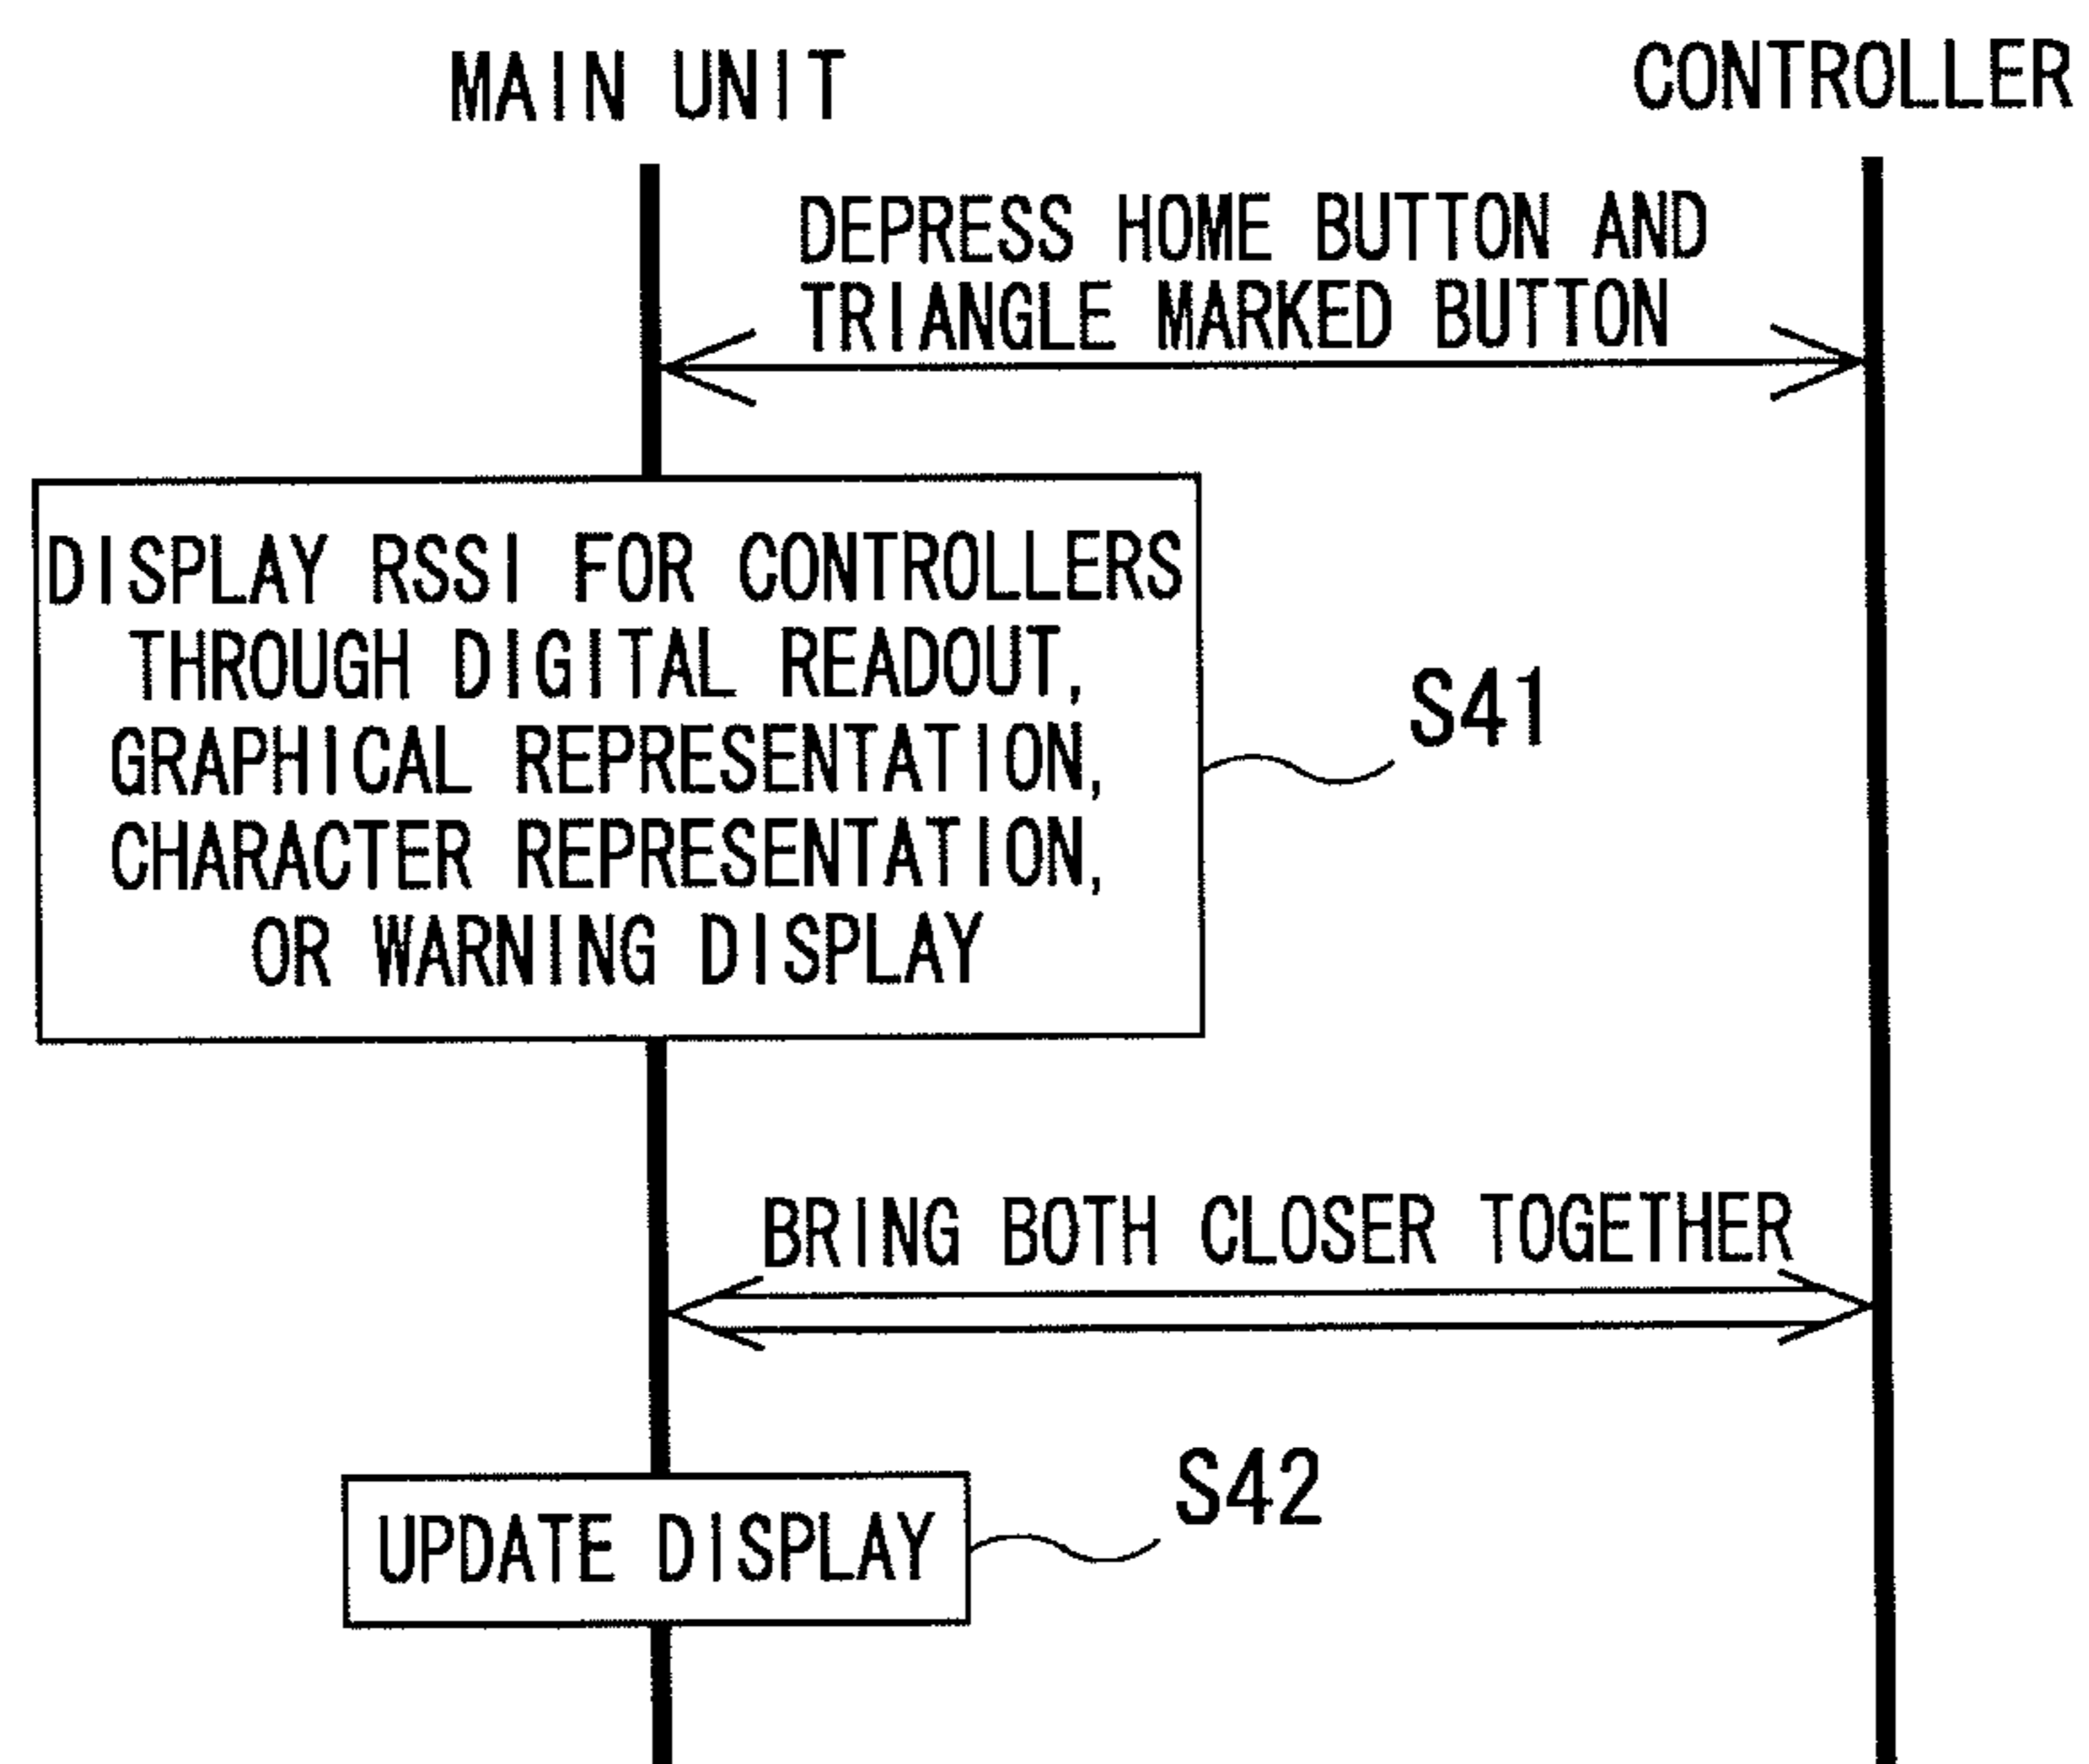 MAIN UNIT
CONTROLLER
DEPRESS HOME BUTTON AND
TRIANGLE MARKED BUTTON
DISPLAY RSSI FOR CONTROLLERS
THROUGH DIGITAL READOUT,
GRAPHICAL REPRESENTATION,
CHARACTER REPRESENTATION,
OR WARNING DISPLAY
S41
BRING BOTH CLOSER TOGETHER
UPDATE DISPLAY
S42